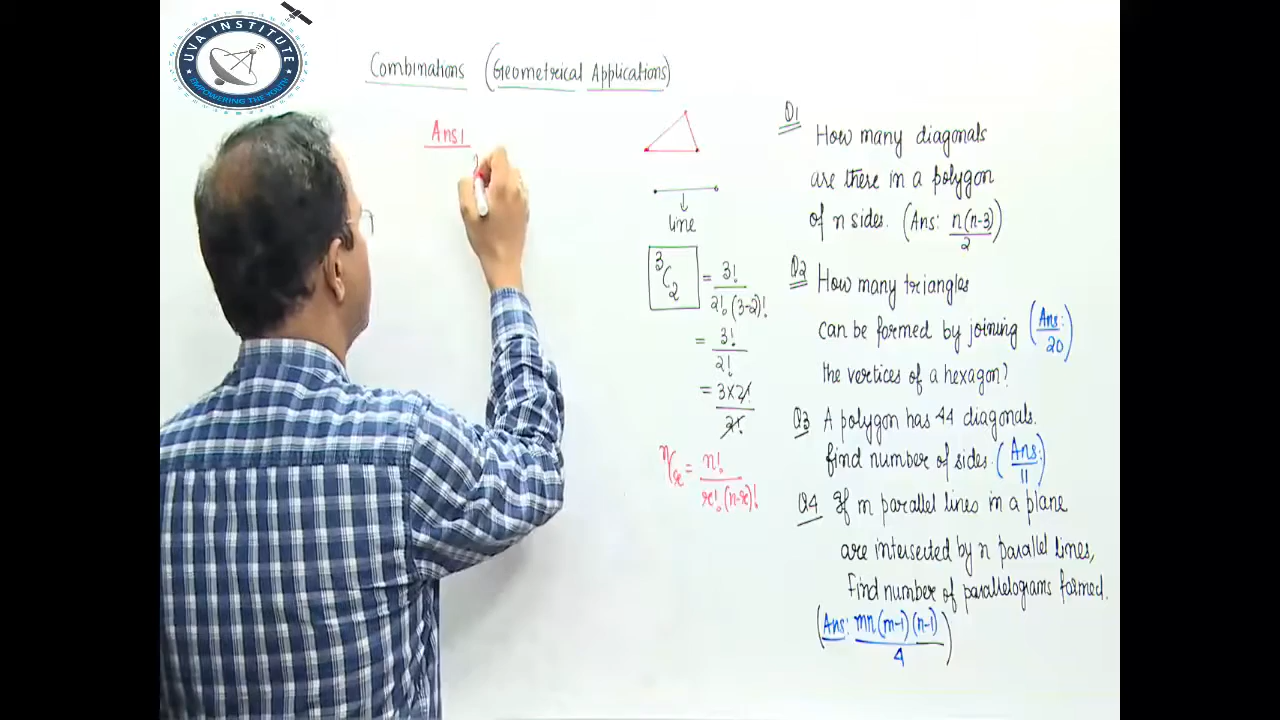 UVA INSTITUTE
EMPOWERING THE YOUTH
Combinations (Geometrical Applications)
Ans1
line
³C₂ = 3! / 2!(3-2)!
= 3! / 2!
= 3×2! / 2!
ⁿCᵣ = n! / r!(n-r)!
Q1 How many diagonals
are there in a polygon
of n sides. (Ans: n(n-3)/2)
Q2 How many triangles
can be formed by joining (Ans: 20)
the vertices of a hexagon?
Q3 A polygon has 44 diagonals.
find number of sides. (Ans: 11)
Q4 If m parallel lines in a plane
are intersected by n parallel lines,
Find number of parallelograms formed.
(Ans: mn(m-1)(n-1)/4)